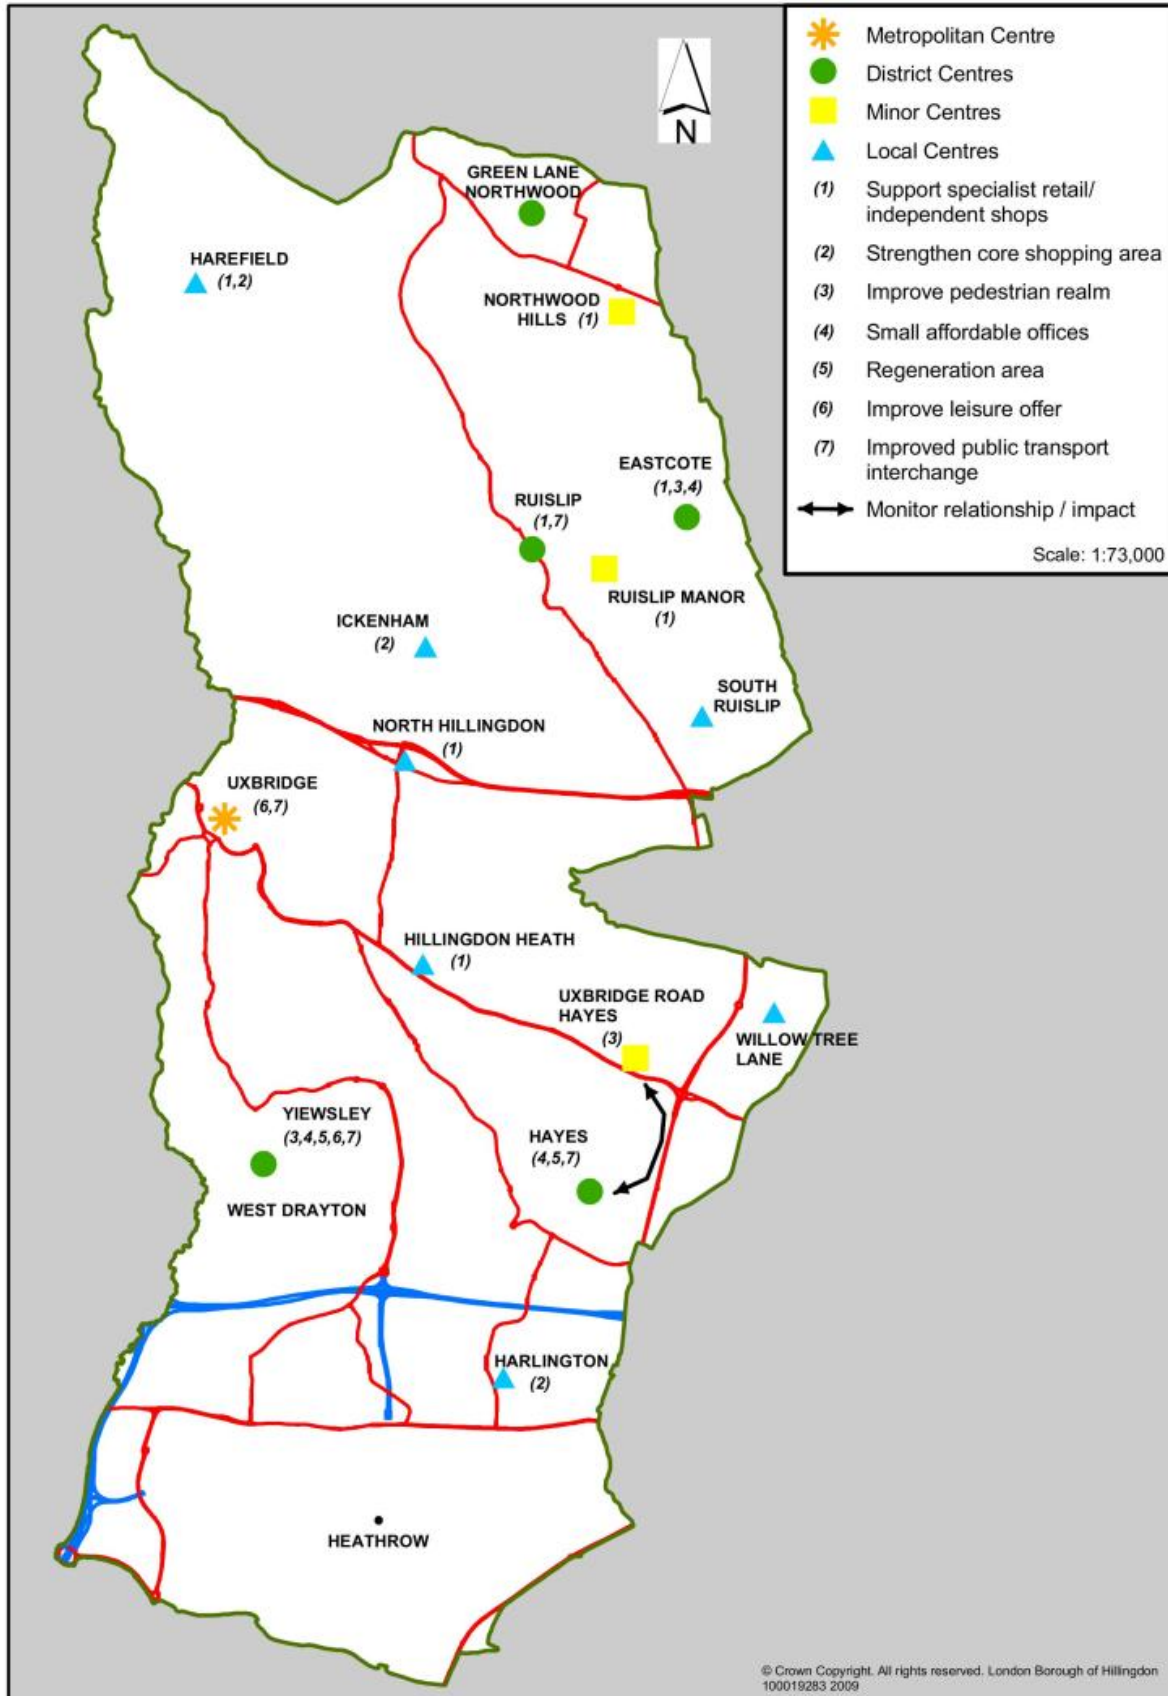 Metropolitan Centre
District Centres
Minor Centres
Local Centres
(1) Support specialist retail/
independent shops
(2) Strengthen core shopping area
(3) Improve pedestrian realm
(4) Small affordable offices
(5) Regeneration area
(6) Improve leisure offer
(7) Improved public transport
interchange
Monitor relationship / impact
Scale: 1:73,000
N
GREEN LANE
NORTHWOOD
HAREFIELD
(1,2)
NORTHWOOD
HILLS (1)
EASTCOTE
(1,3,4)
RUISLIP
(1,7)
RUISLIP MANOR
(1)
ICKENHAM
(2)
SOUTH
RUISLIP
NORTH HILLINGDON
(1)
UXBRIDGE
(6,7)
HILLINGDON HEATH
(1)
UXBRIDGE ROAD
HAYES
(3)
WILLOW TREE
LANE
YIEWSLEY
(3,4,5,6,7)
HAYES
(4,5,7)
WEST DRAYTON
HARLINGTON
(2)
HEATHROW
© Crown Copyright. All rights reserved. London Borough of Hillingdon
100019283 2009